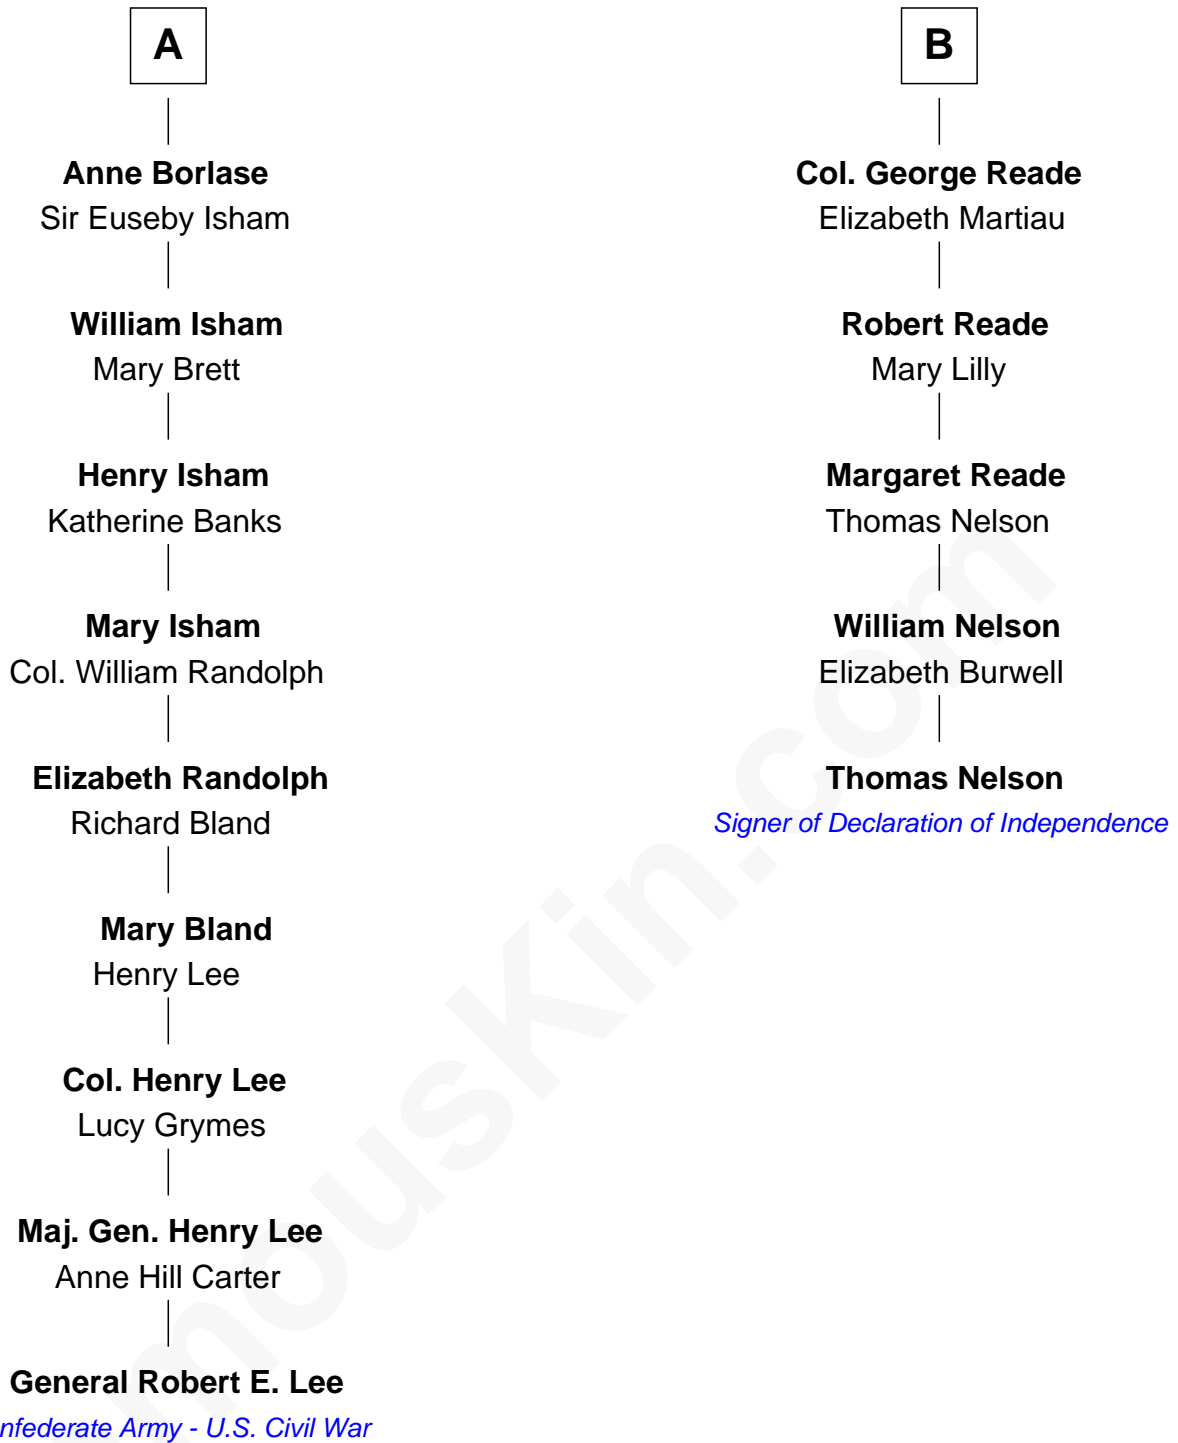 A
Anne Borlase
Sir Euseby Isham
William Isham
Mary Brett
Henry Isham
Katherine Banks
Mary Isham
Col. William Randolph
Elizabeth Randolph
Richard Bland
Mary Bland
Henry Lee
Col. Henry Lee
Lucy Grymes
Maj. Gen. Henry Lee
Anne Hill Carter
General Robert E. Lee
nfederate Army - U.S. Civil War
B
Col. George Reade
Elizabeth Martiau
Robert Reade
Mary Lilly
Margaret Reade
Thomas Nelson
William Nelson
Elizabeth Burwell
Thomas Nelson
Signer of Declaration of Independence
mousKin.com